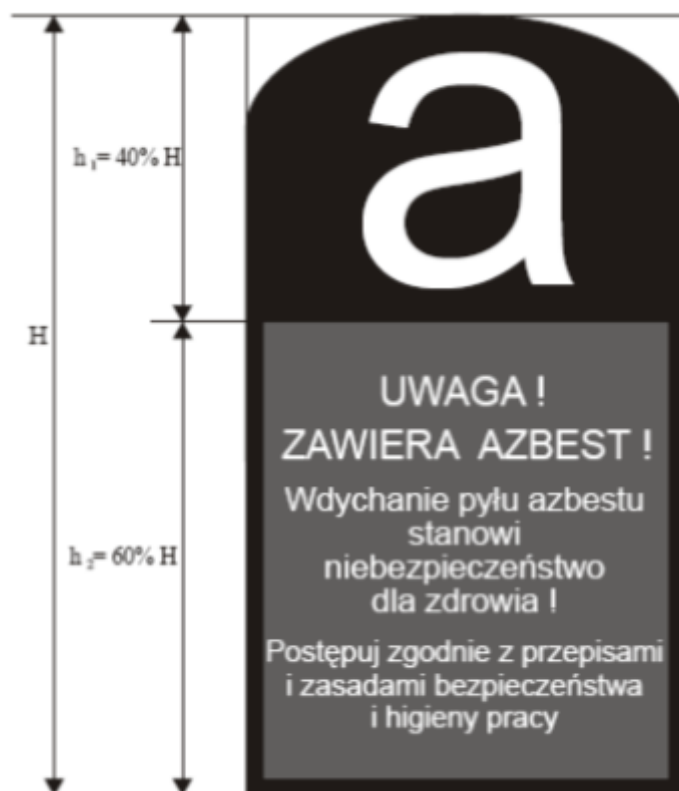 h₁= 40% H
H
h₂= 60% H
a
UWAGA !
ZAWIERA AZBEST !
Wdychanie pyłu azbestu
stanowi
niebezpieczeństwo
dla zdrowia !
Postępuj zgodnie z przepisami
i zasadami bezpieczeństwa
i higieny pracy